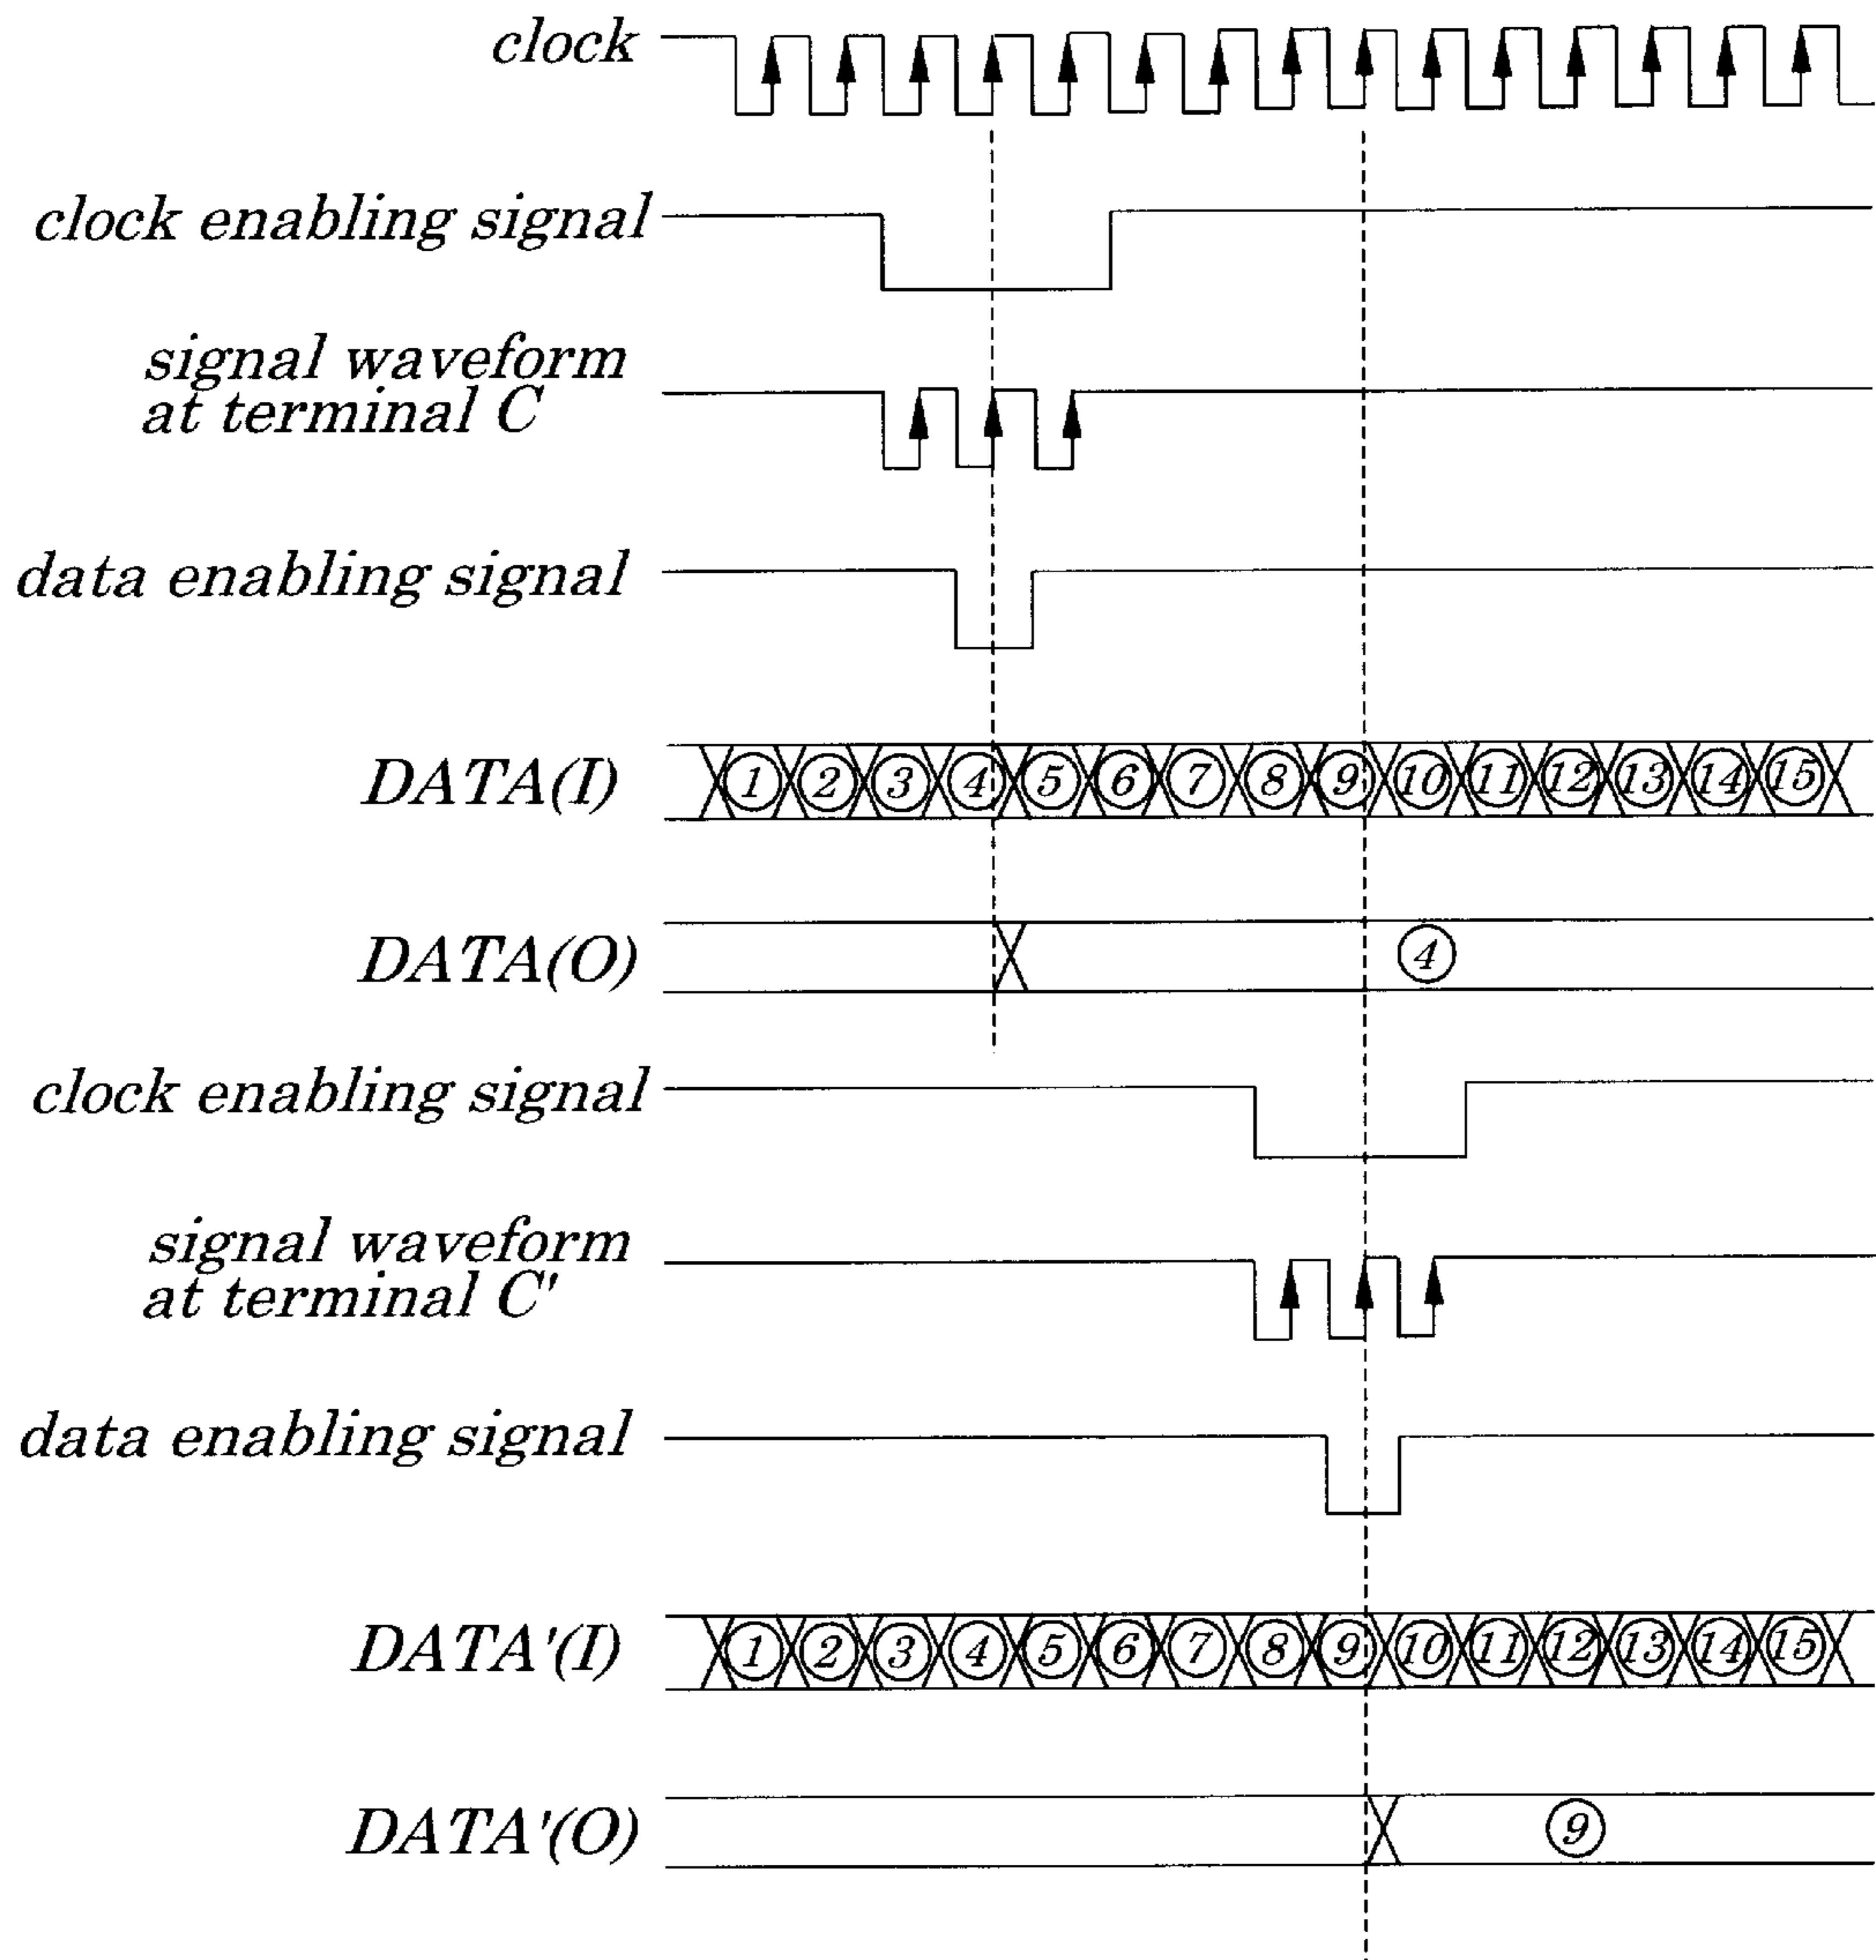 clock
clock enabling signal
signal waveform
at terminal C
data enabling signal
DATA(I) 1 2 3 4 5 6 7 8 9 10 11 12 13 14 15
DATA(O) 4
clock enabling signal
signal waveform
at terminal C'
data enabling signal
DATA'(I) 1 2 3 4 5 6 7 8 9 10 11 12 13 14 15
DATA'(O) 9